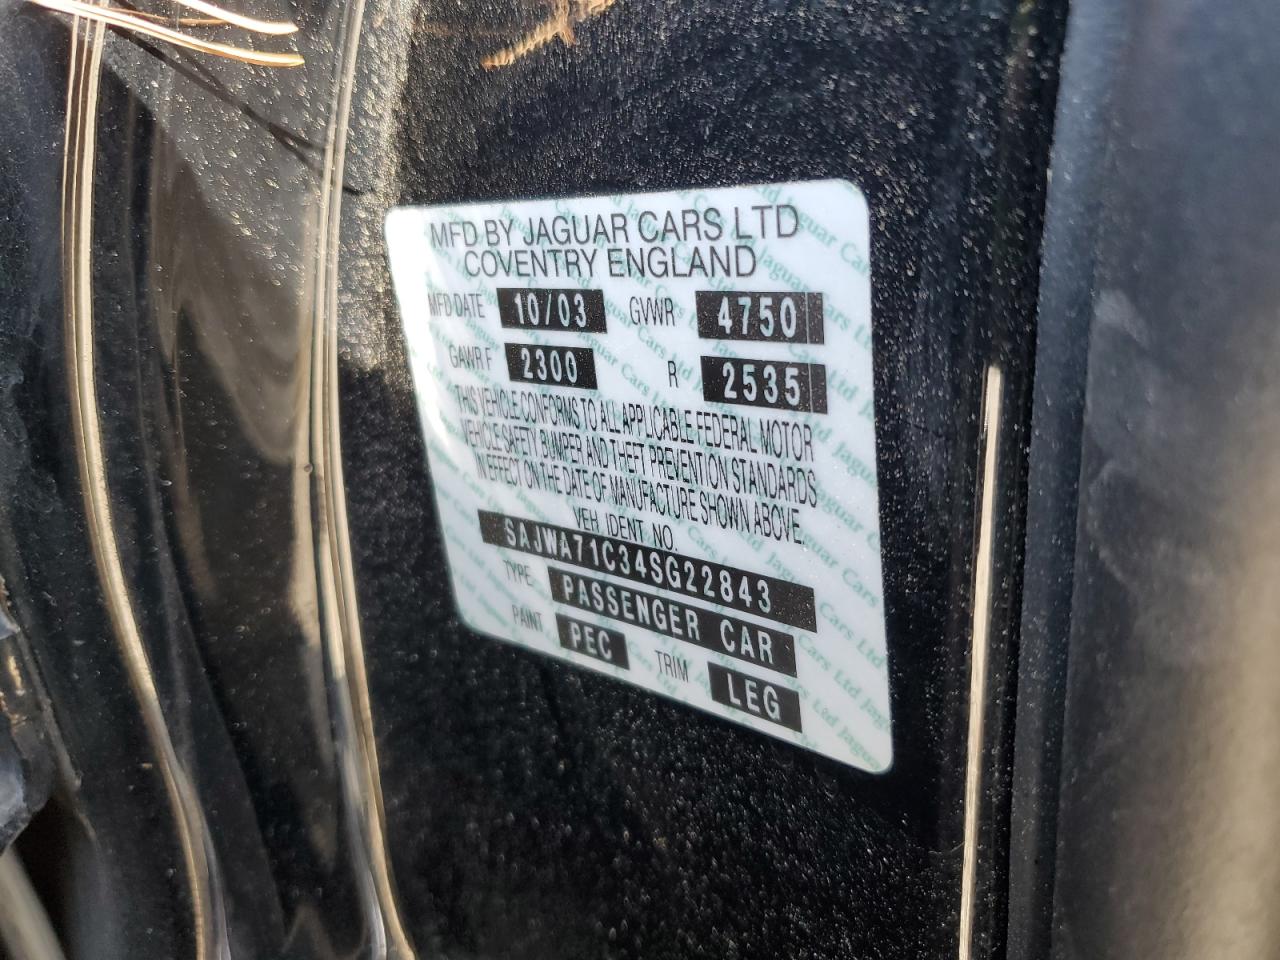 MFD BY JAGUAR CARS LTD
COVENTRY ENGLAND
MFD DATE 10/03 GVWR 4750
GAWR F 2300 R 2535
THIS VEHICLE CONFORMS TO ALL APPLICABLE FEDERAL MOTOR
VEHICLE SAFETY, BUMPER AND THEFT PREVENTION STANDARDS
IN EFFECT ON THE DATE OF MANUFACTURE SHOWN ABOVE.
VEH IDENT NO.
SAJWA71C34SG22843
TYPE PASSENGER CAR
PAINT PEC TRIM LEG